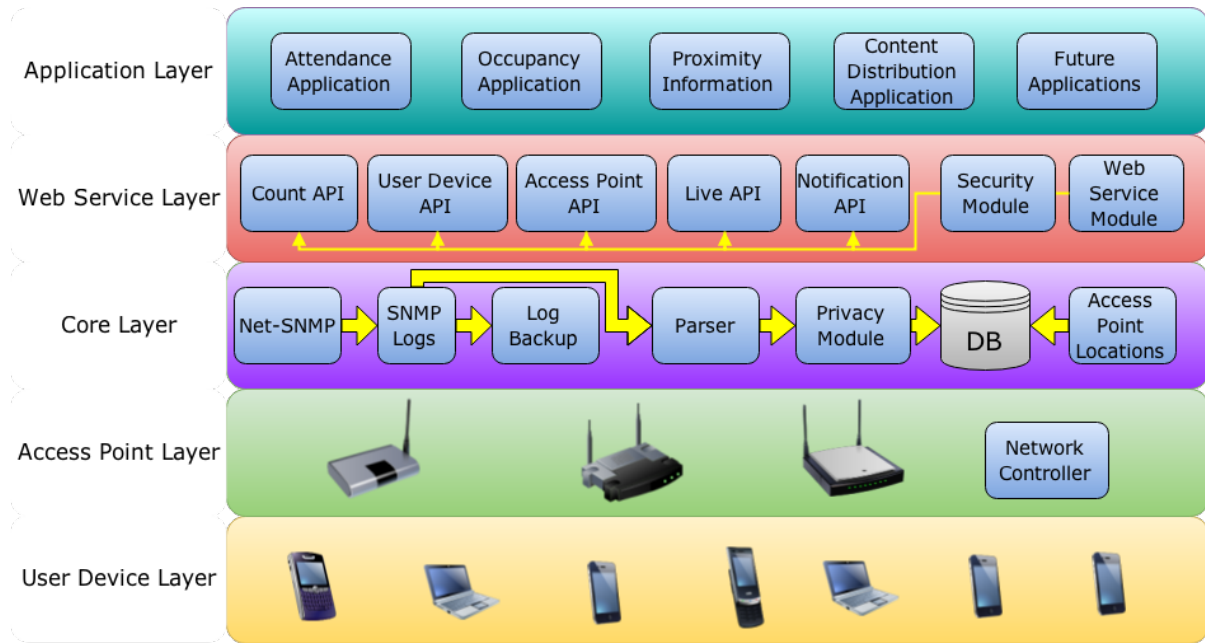 Application Layer
Attendance
Application
Occupancy
Application
Proximity
Information
Content
Distribution
Application
Future
Applications
Web Service Layer
Count API
User Device
API
Access Point
API
Live API
Notification
API
Security
Module
Web
Service
Module
Core Layer
Net-SNMP
SNMP
Logs
Log
Backup
Parser
Privacy
Module
DB
Access
Point
Locations
Access Point Layer
Network
Controller
User Device Layer